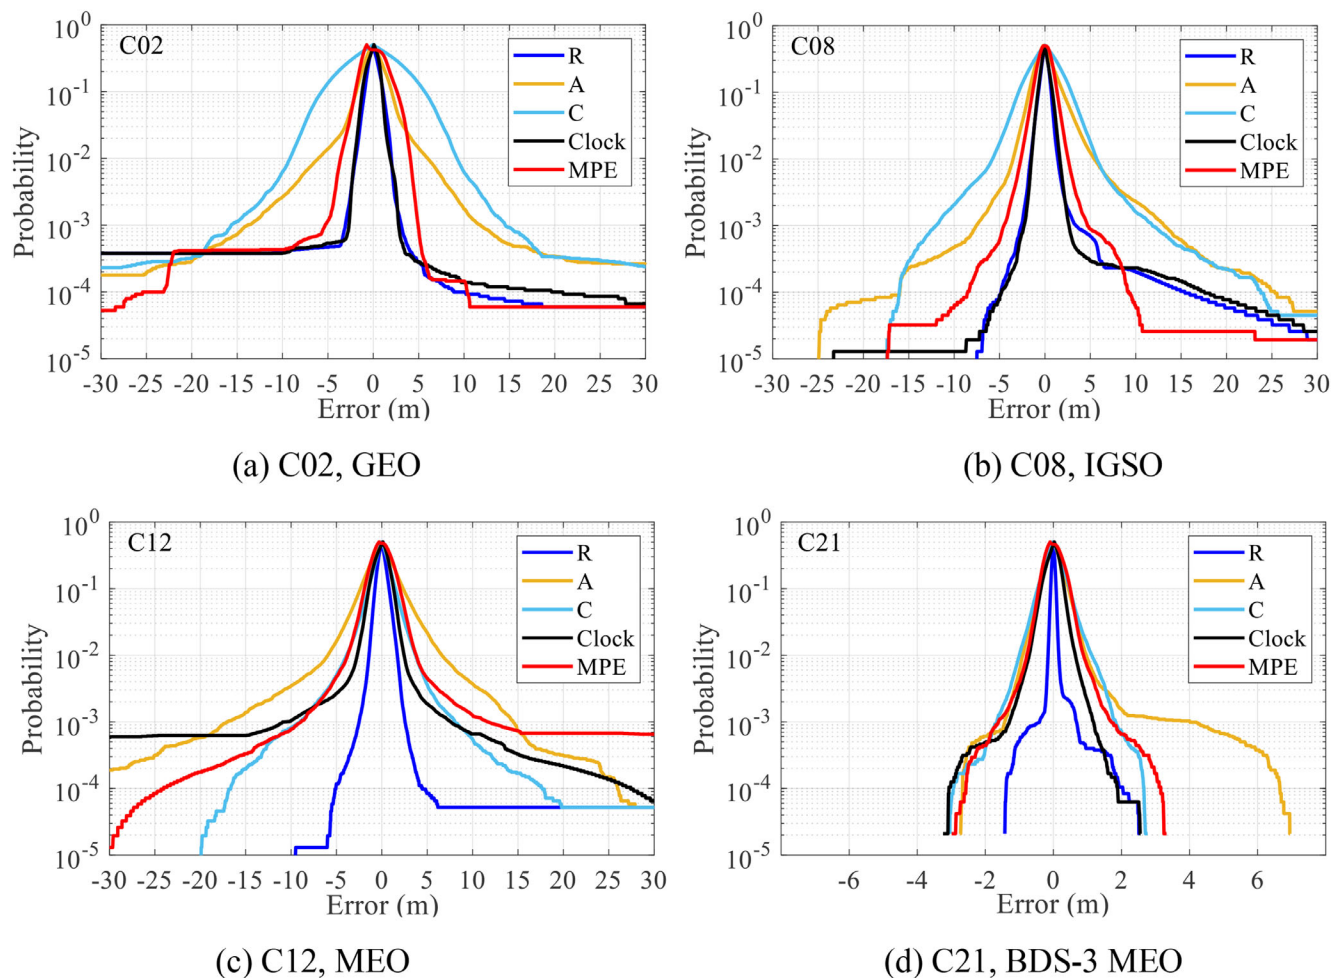 C02
R
A
C
Clock
MPE
Probability
10^0
10^-1
10^-2
10^-3
10^-4
10^-5
-30 -25 -20 -15 -10 -5 0 5 10 15 20 25 30
Error (m)
(a) C02, GEO
C08
R
A
C
Clock
MPE
Probability
10^0
10^-1
10^-2
10^-3
10^-4
10^-5
-30 -25 -20 -15 -10 -5 0 5 10 15 20 25 30
Error (m)
(b) C08, IGSO
C12
R
A
C
Clock
MPE
Probability
10^0
10^-1
10^-2
10^-3
10^-4
10^-5
-30 -25 -20 -15 -10 -5 0 5 10 15 20 25 30
Error (m)
(c) C12, MEO
C21
R
A
C
Clock
MPE
Probability
10^0
10^-1
10^-2
10^-3
10^-4
10^-5
-6 -4 -2 0 2 4 6
Error (m)
(d) C21, BDS-3 MEO